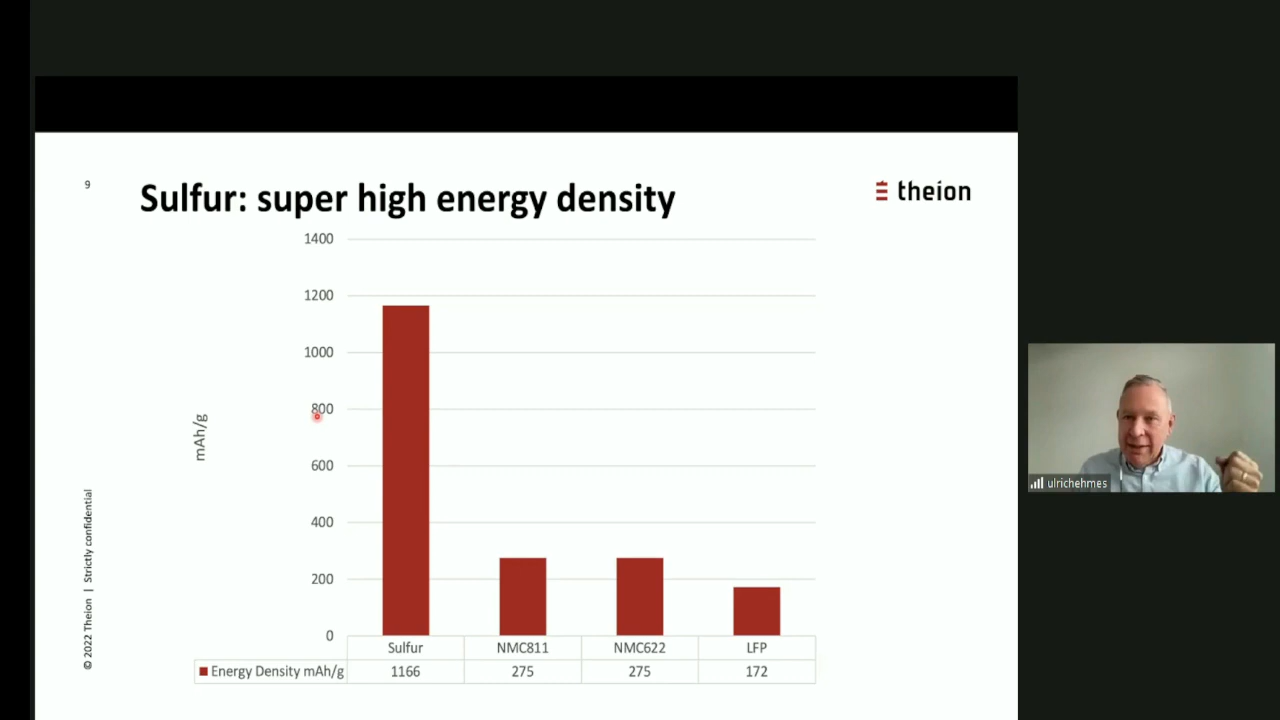 9
Sulfur: super high energy density
theion
1400
1200
1000
800
600
400
200
0
mAh/g
Sulfur NMC811 NMC622 LFP
Energy Density mAh/g 1166 275 275 172
© 2022 Theion | Strictly confidential
ulrichehmes